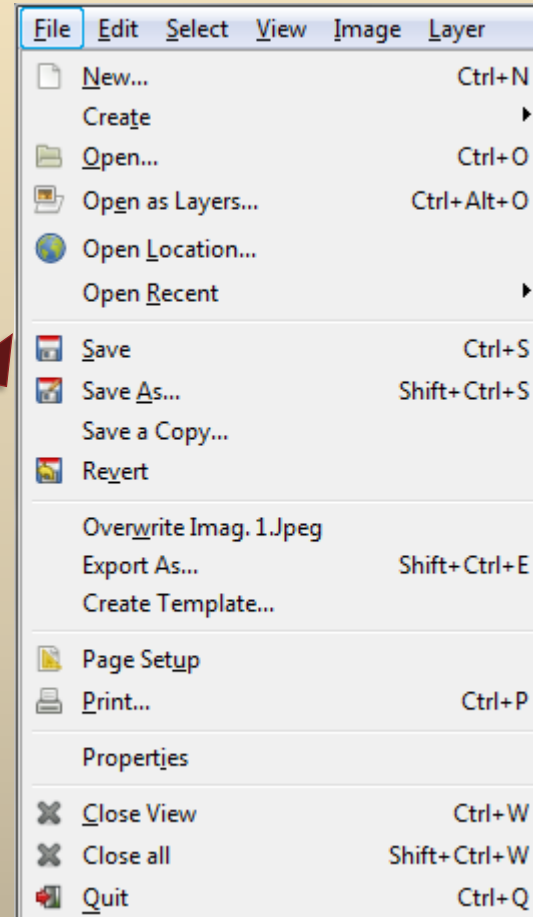 File Edit Select View Image Layer
New... Ctrl+N
Create
Open... Ctrl+O
Open as Layers... Ctrl+Alt+O
Open Location...
Open Recent
Save Ctrl+S
Save As... Shift+Ctrl+S
Save a Copy...
Revert
Overwrite Imag. 1.Jpeg
Export As... Shift+Ctrl+E
Create Template...
Page Setup
Print... Ctrl+P
Properties
Close View Ctrl+W
Close all Shift+Ctrl+W
Quit Ctrl+Q